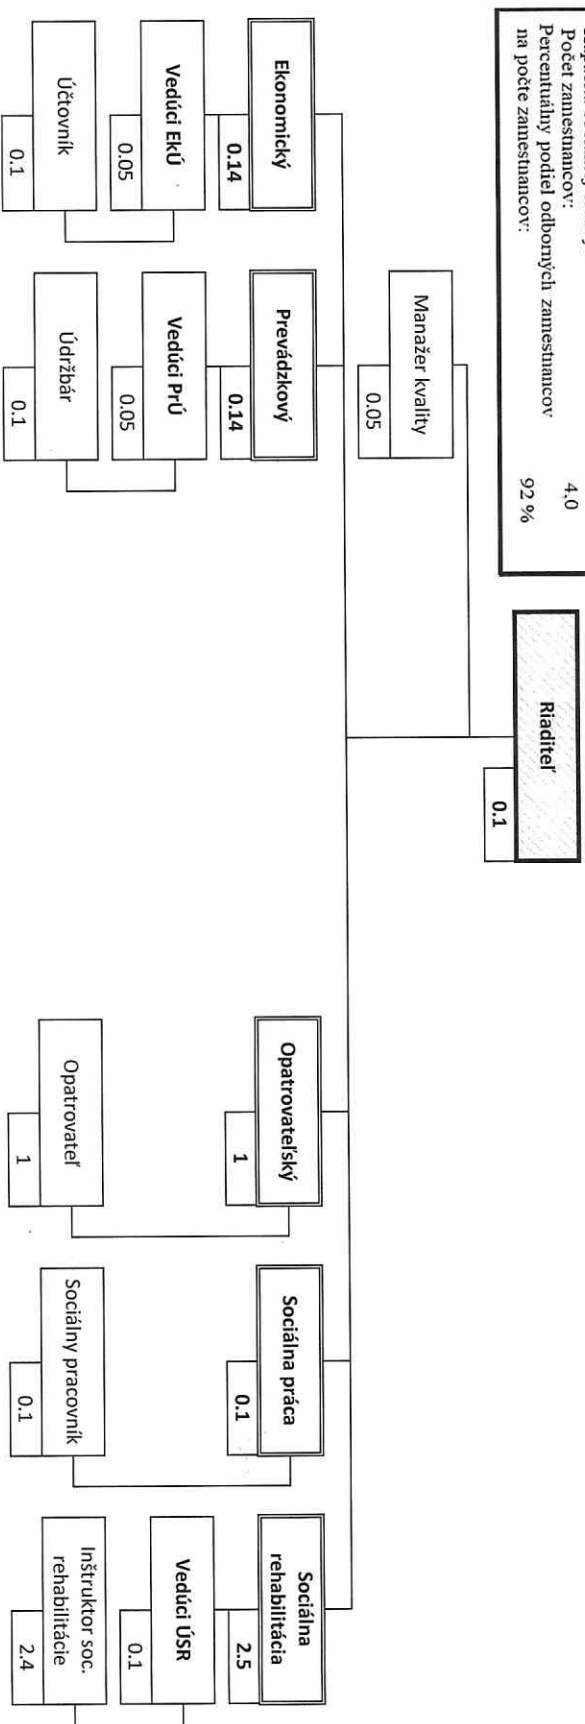 Počet zamestnancov: 4,0
Percentuálny podiel odborných zamestnancov
na počte zamestnancov: 92 %
Riaditeľ
0.1
Manažer kvality
0.05
Ekonomický
0.14
Vedúci EkÚ
0.05
Účtovník
0.1
Prevádzkový
0.14
Vedúci PrÚ
0.05
Údržbár
0.1
Opatrovateľský
1
Opatrovateľ
1
Sociálna práca
0.1
Sociálny pracovník
0.1
Sociálna
rehabilitácia
2.5
Vedúci ÚSR
0.1
Inštruktor soc.
rehabilitácie
2.4